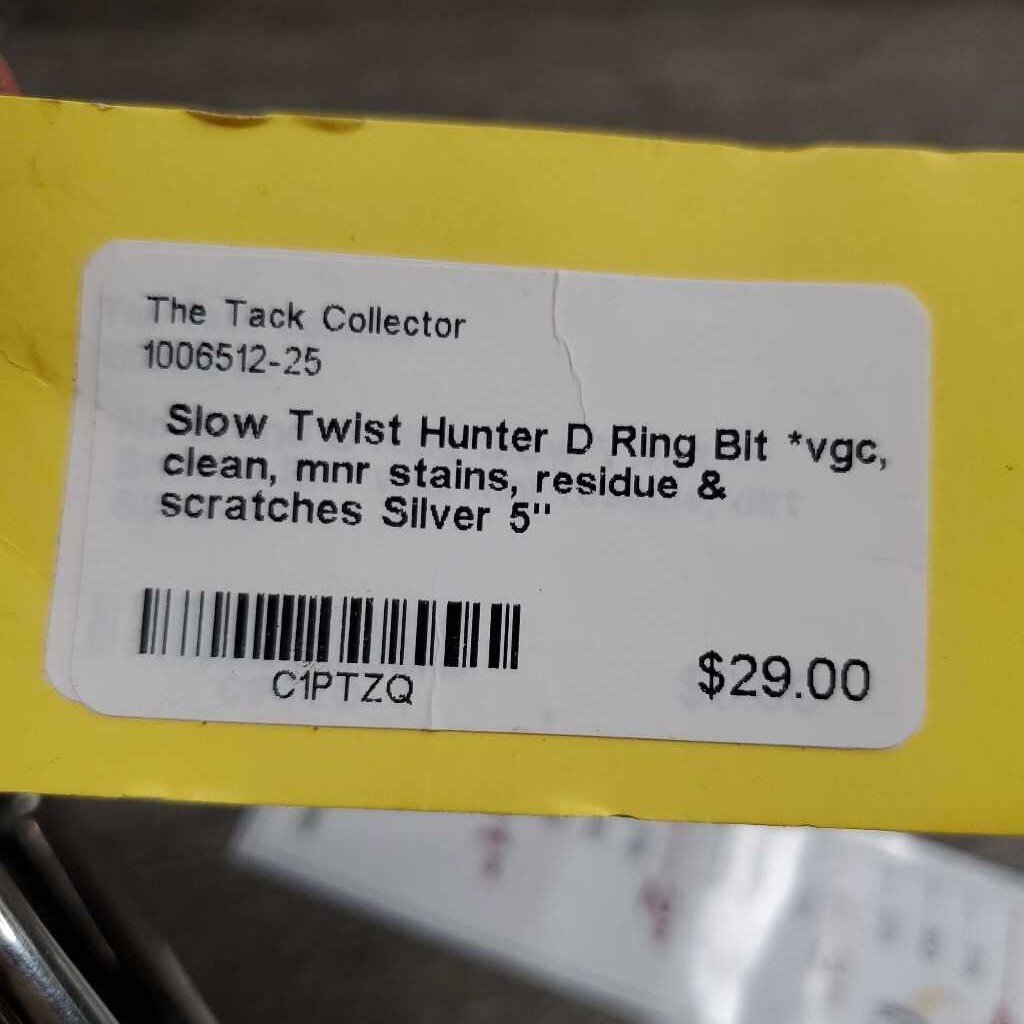 The Tack Collector
1006512-25
Slow Twist Hunter D Ring Bit *vgc,
clean, mnr stains, residue &
scratches Silver 5"
C1PTZQ
$29.00